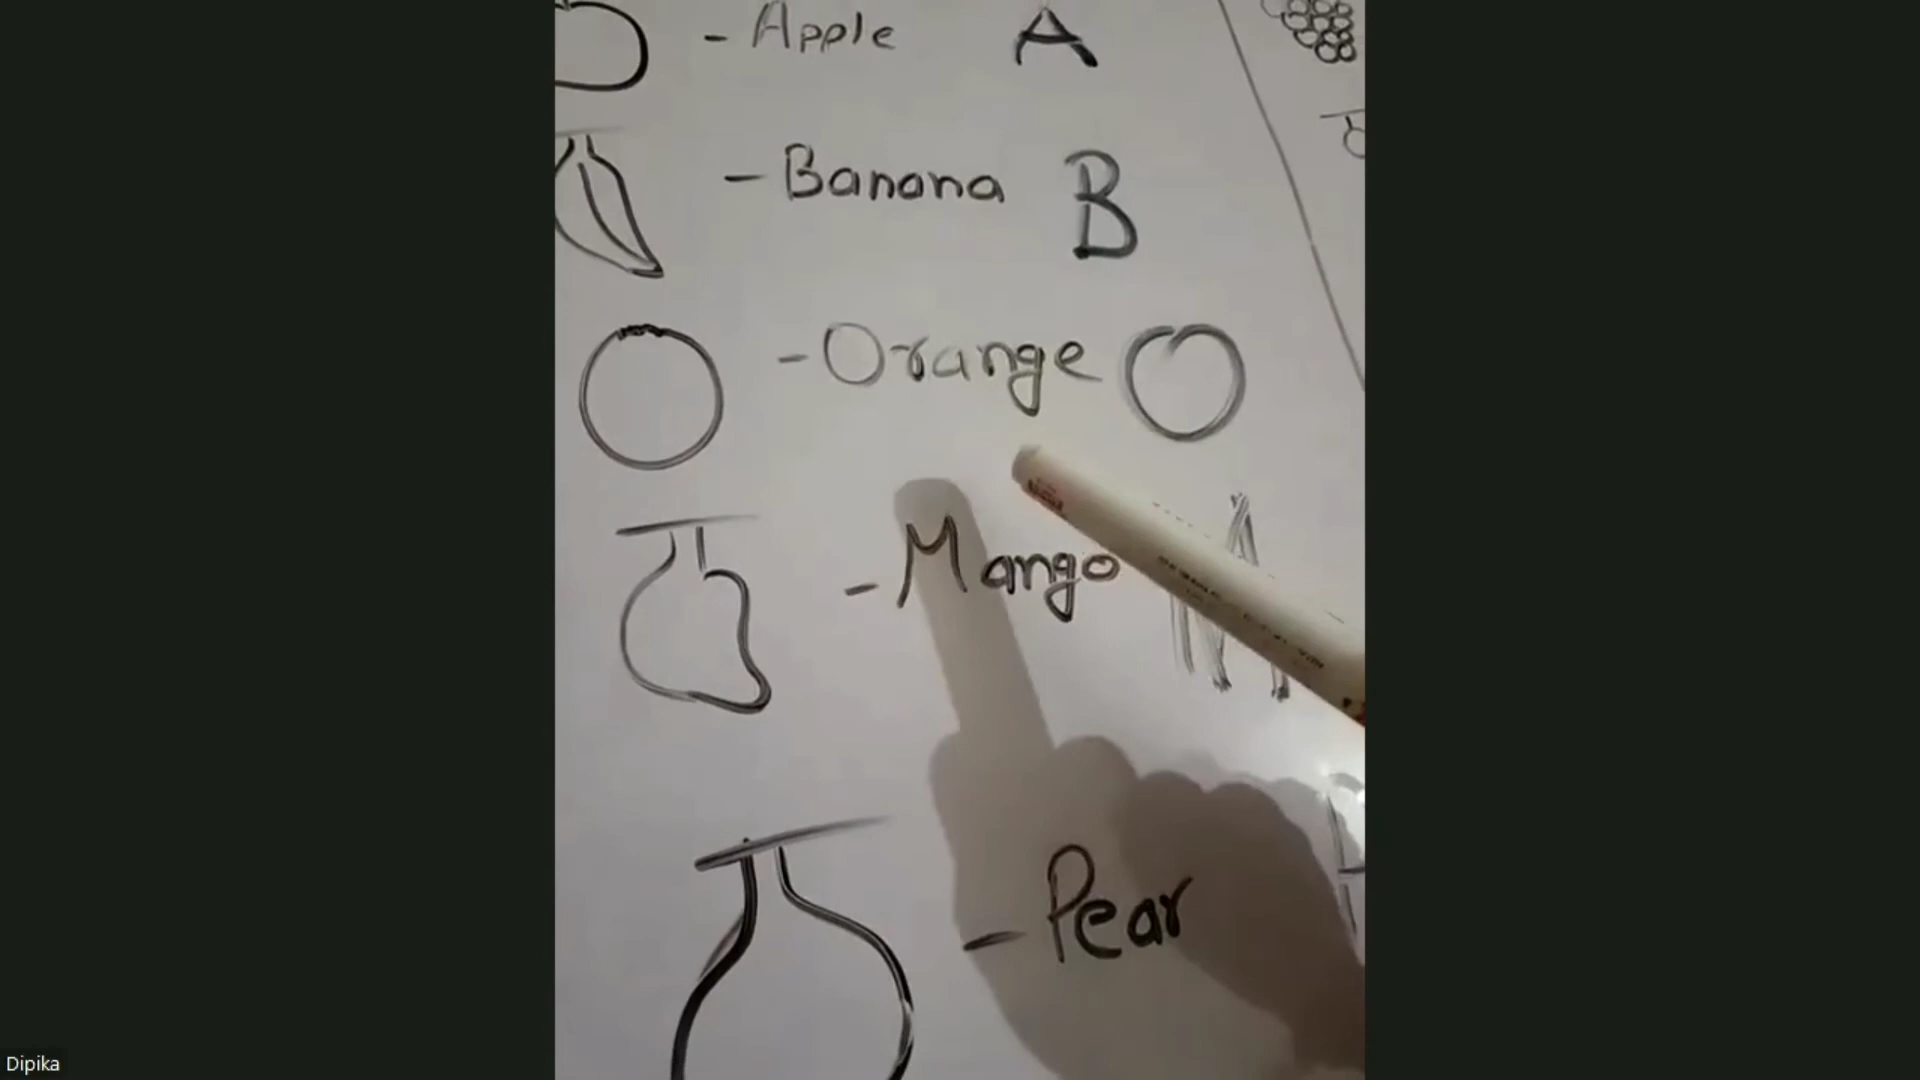 - Apple A
- Banana B
- Orange O
- Mango M
- Pear P
Dipika